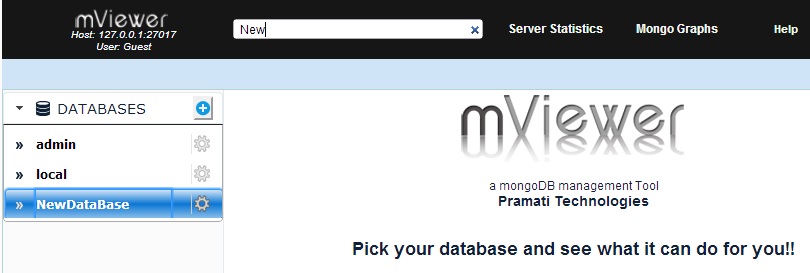 mViewer
Host: 127.0.0.1:27017
User: Guest
New
Server Statistics
Mongo Graphs
Help
DATABASES
» admin
» local
» NewDataBase
mViewer
a mongoDB management Tool
Pramati Technologies
Pick your database and see what it can do for you!!